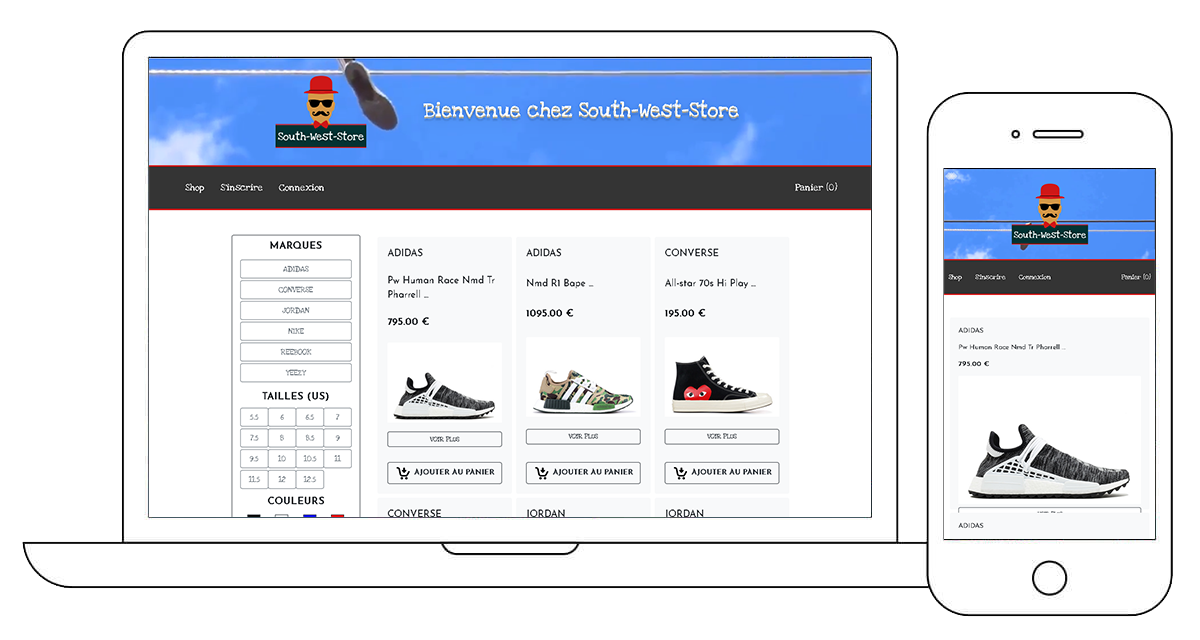 Bienvenue chez South-West-Store
South-West-Store
Shop S'inscrire Connexion Panier (0)
MARQUES
ADIDAS
CONVERSE
JORDAN
NIKE
REEBOOK
YEEZY
TAILLES (US)
5.5 6 6.5 7
7.5 8 8.5 9
9.5 10 10.5 11
11.5 12 12.5
COULEURS
ADIDAS
Pw Human Race Nmd Tr
Pharrell ...
795.00 €
VOIR PLUS
AJOUTER AU PANIER
ADIDAS
Nmd R1 Bape ...
1095.00 €
VOIR PLUS
AJOUTER AU PANIER
CONVERSE
All-star 70s Hi Play ...
195.00 €
VOIR PLUS
AJOUTER AU PANIER
CONVERSE
JORDAN
JORDAN
South-West-Store
Shop S'inscrire Connexion Panier (0)
ADIDAS
Pw Human Race Nmd Tr Pharrell ...
795.00 €
ADIDAS